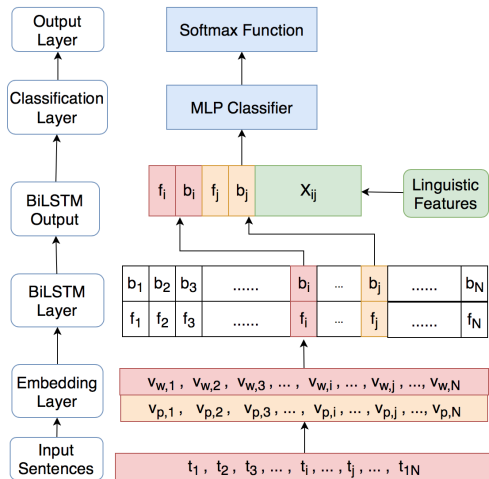 Output
Layer
Softmax Function
Classification
Layer
MLP Classifier
BiLSTM
Output
f_i b_i f_j b_j X_ij
Linguistic
Features
BiLSTM
Layer
b_1 b_2 b_3 ...... b_i ... b_j ...... b_N
f_1 f_2 f_3 ...... f_i ... f_j ...... f_N
Embedding
Layer
v_w,1 , v_w,2 , v_w,3 , ... , v_w,i , ... , v_w,j , ..., v_w,N
v_p,1 , v_p,2 , v_p,3 , ... , v_p,i , ... , v_p,j , ..., v_p,N
Input
Sentences
t_1 , t_2 , t_3 , ... , t_i , ... , t_j , ... , t_1N